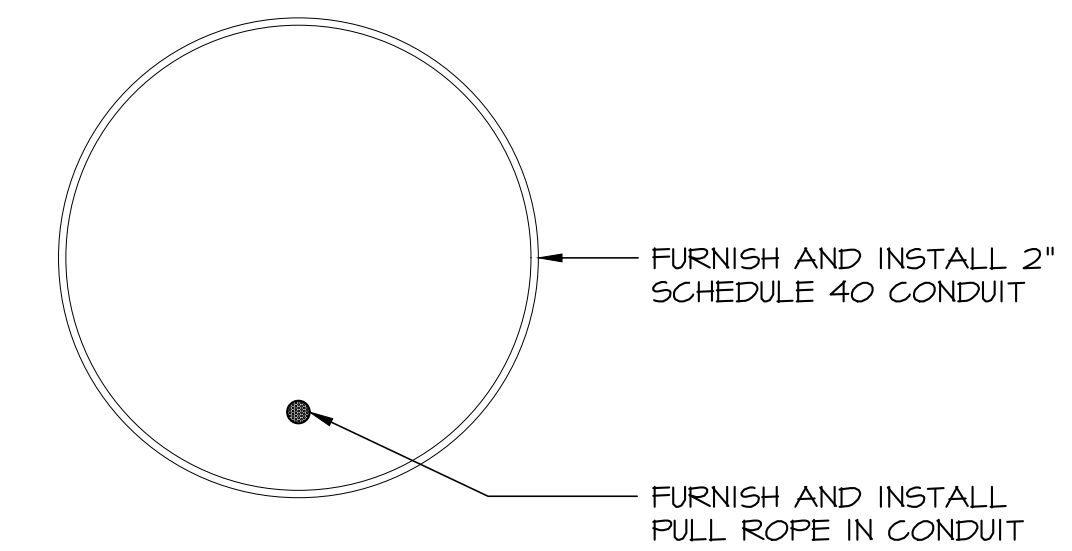 FURNISH AND INSTALL 2"
SCHEDULE 40 CONDUIT
FURNISH AND INSTALL
PULL ROPE IN CONDUIT